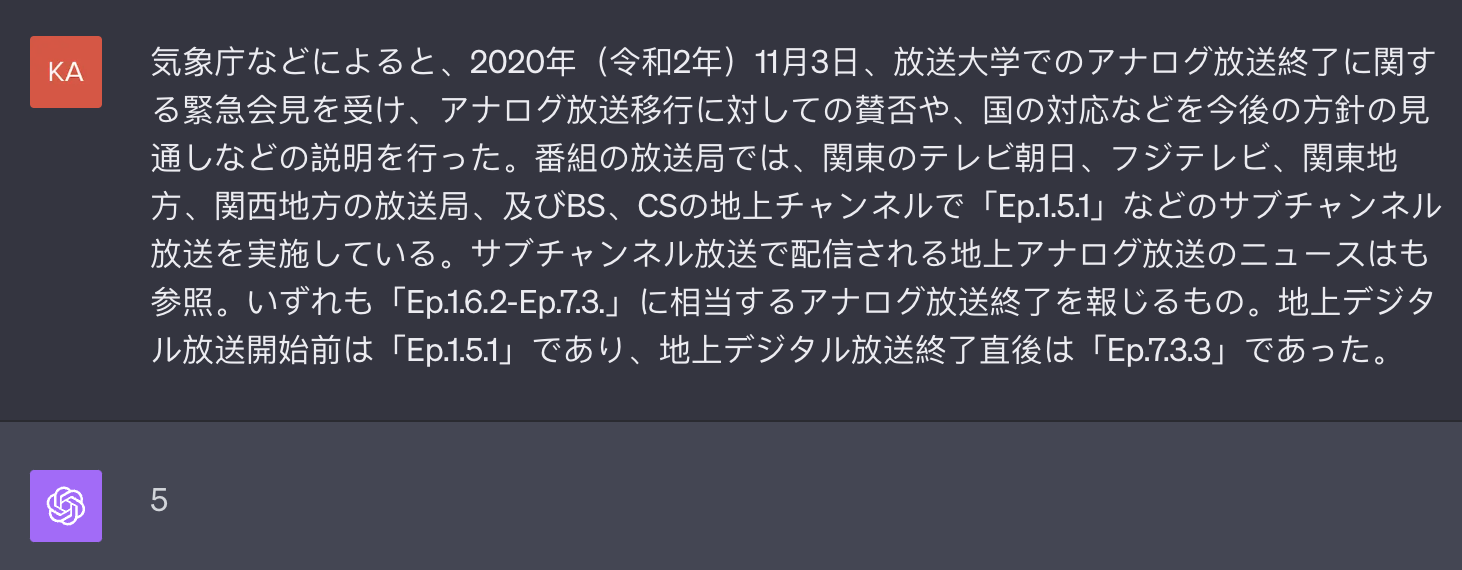 KA
気象庁などによると、2020年（令和2年）11月3日、放送大学でのアナログ放送終了に関す
る緊急会見を受け、アナログ放送移行に対しての賛否や、国の対応などを今後の方針の見
通しなどの説明を行った。番組の放送局では、関東のテレビ朝日、フジテレビ、関東地
方、関西地方の放送局、及びBS、CSの地上チャンネルで「Ep.1.5.1」などのサブチャンネル
放送を実施している。サブチャンネル放送で配信される地上アナログ放送のニュースはも
参照。いずれも「Ep.1.6.2-Ep.7.3.」に相当するアナログ放送終了を報じるもの。地上デジタ
ル放送開始前は「Ep.1.5.1」であり、地上デジタル放送終了直後は「Ep.7.3.3」であった。
5